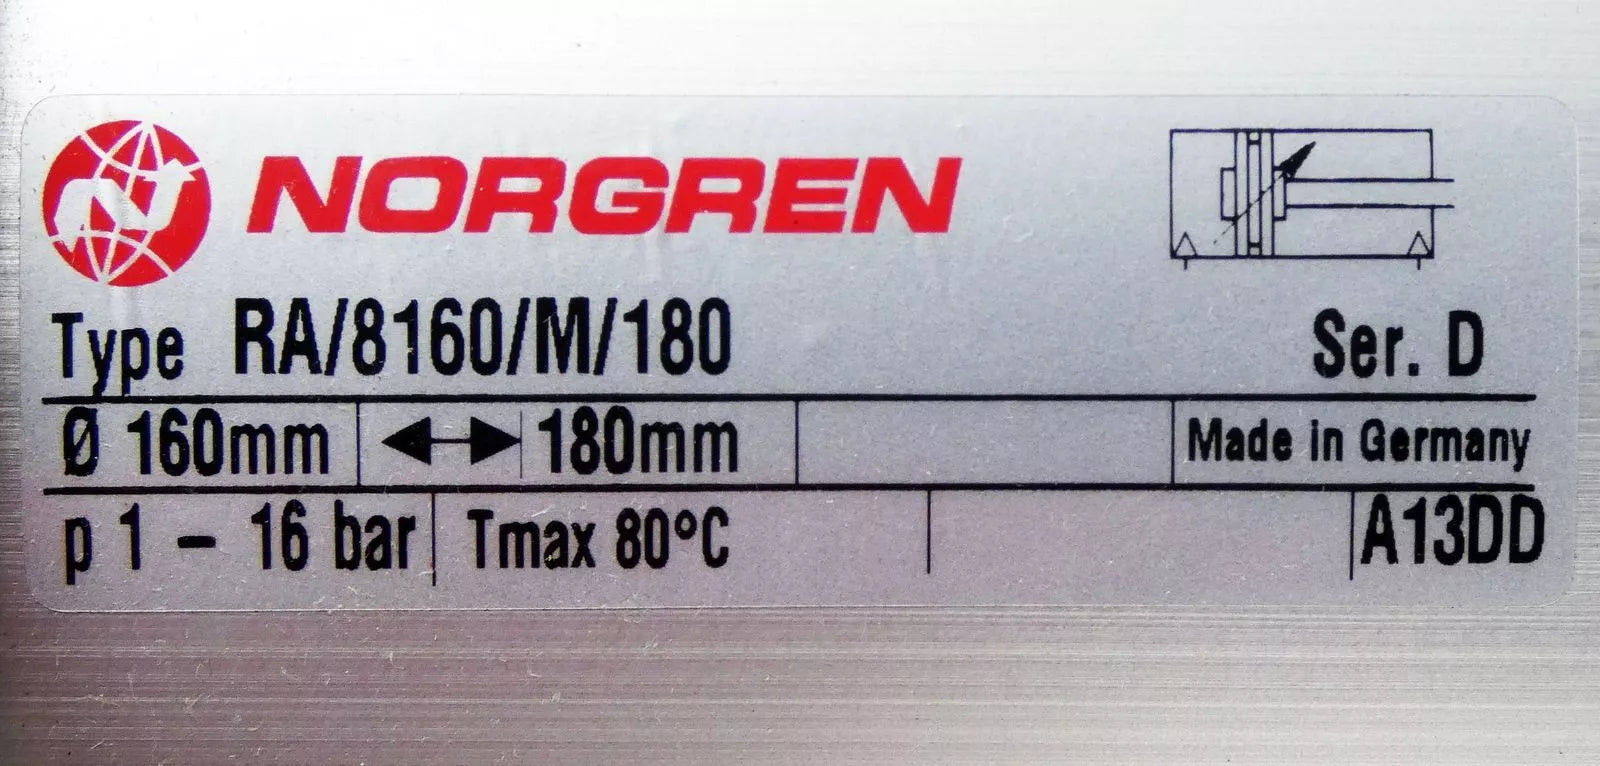 NORGREN
Type RA/8160/M/180 Ser. D
Ø 160mm 180mm Made in Germany
p 1 - 16 bar Tmax 80°C A13DD